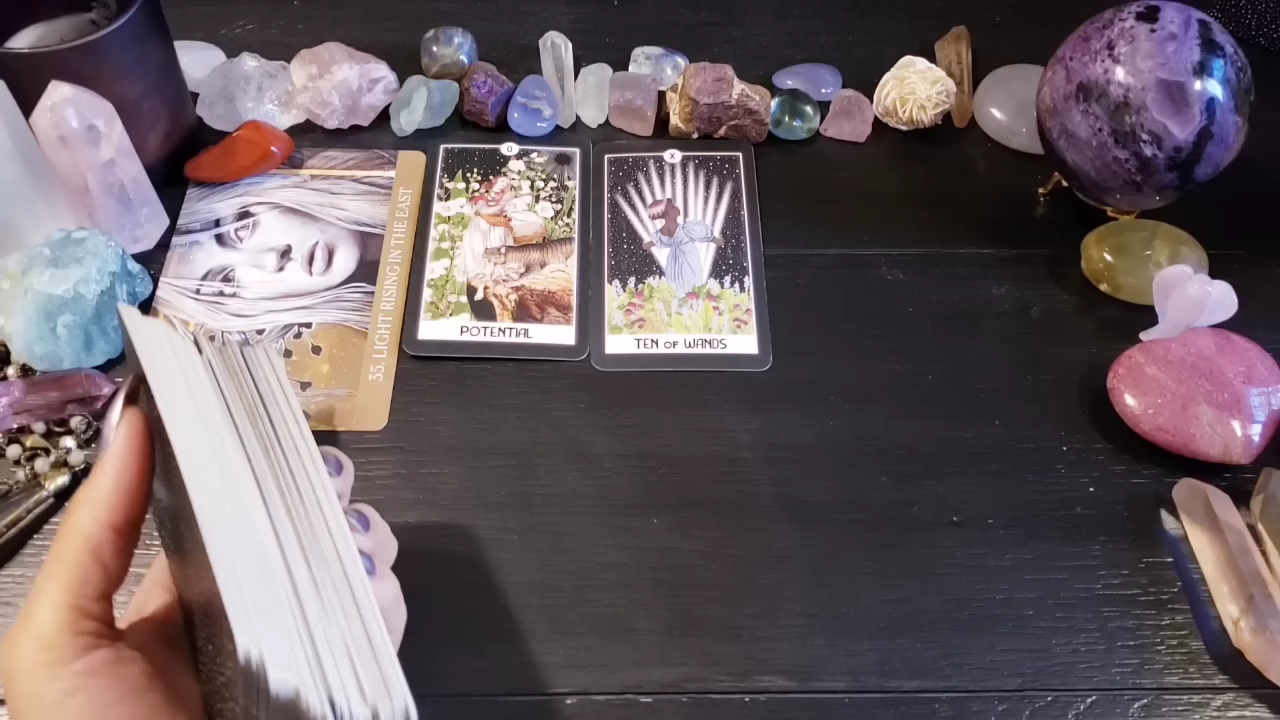 35. LIGHT RISING IN THE EAST
0
POTENTIAL
X
TEN OF WANDS